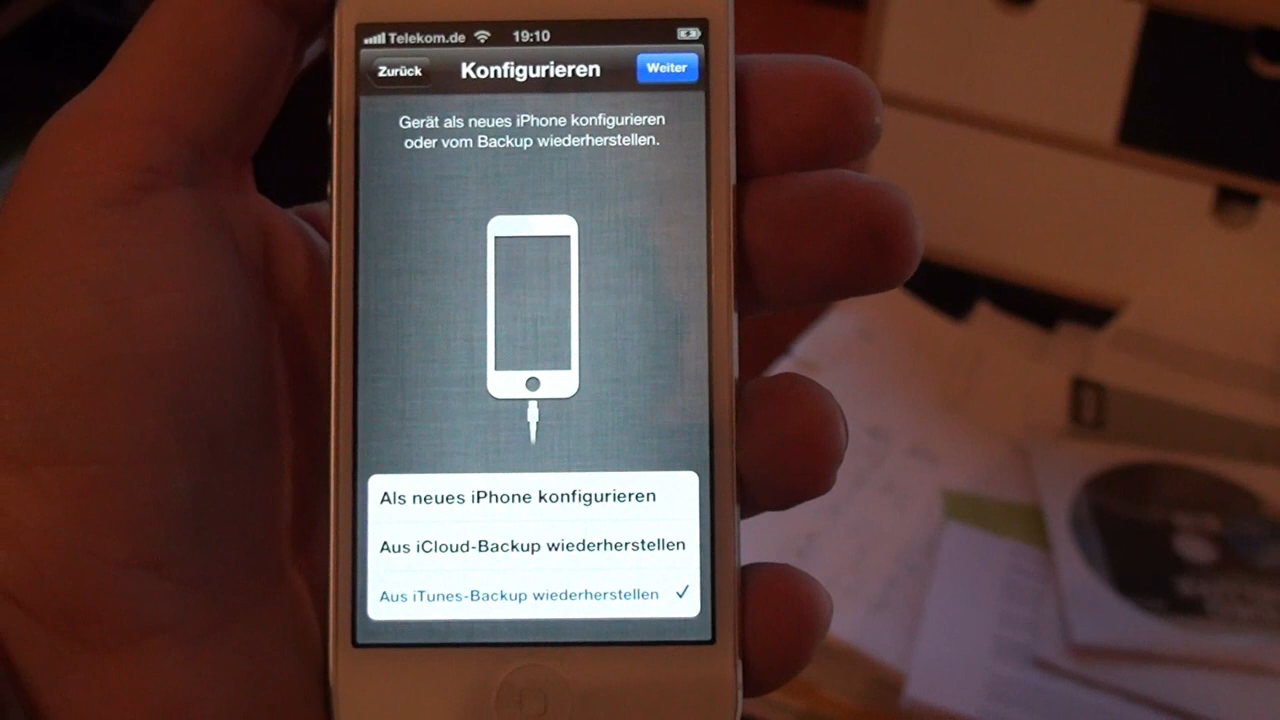 Telekom.de 19:10
Zurück Konfigurieren Weiter
Gerät als neues iPhone konfigurieren
oder vom Backup wiederherstellen.
Als neues iPhone konfigurieren
Aus iCloud-Backup wiederherstellen
Aus iTunes-Backup wiederherstellen